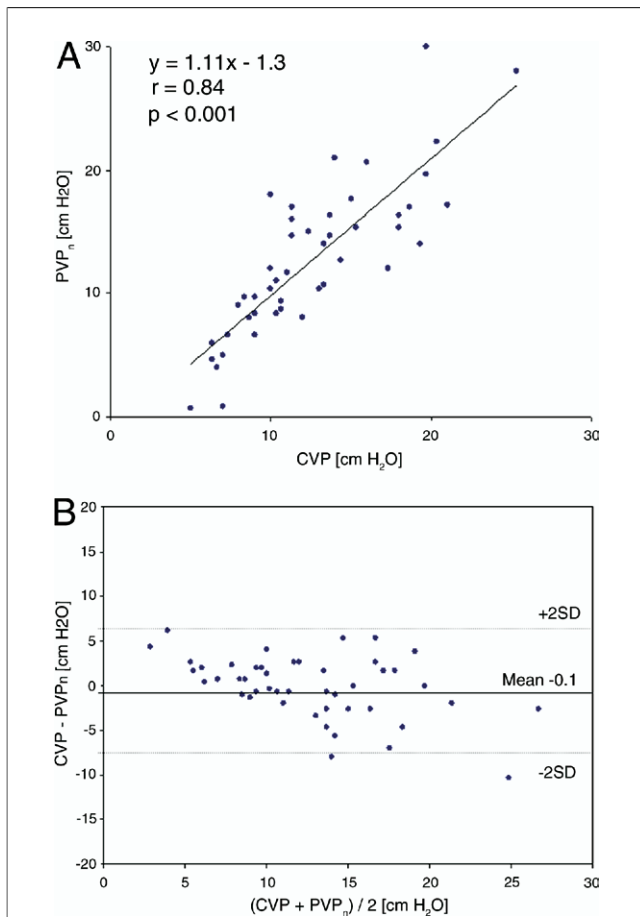 A
y = 1.11x - 1.3
r = 0.84
p < 0.001
PVPn [cm H2O]
30
20
10
0
0 10 20 30
CVP [cm H2O]
B
CVP - PVPn [cm H2O]
20
15
10
5
0
-5
-10
-15
-20
+2SD
Mean -0.1
-2SD
0 5 10 15 20 25 30
(CVP + PVPn) / 2 [cm H2O]